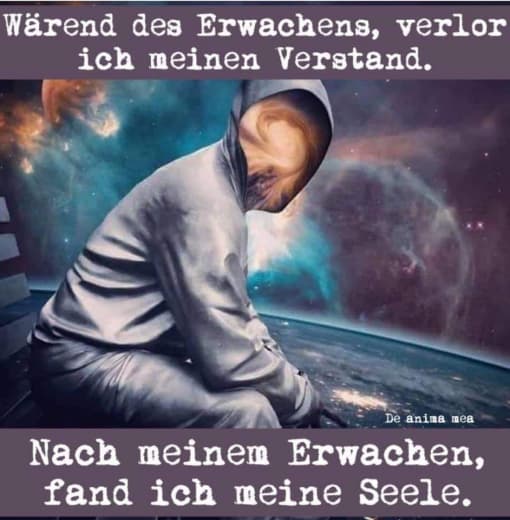 Wärend des Erwachens, verlor
ich meinen Verstand.
De anima mea
Nach meinem Erwachen,
fand ich meine Seele.